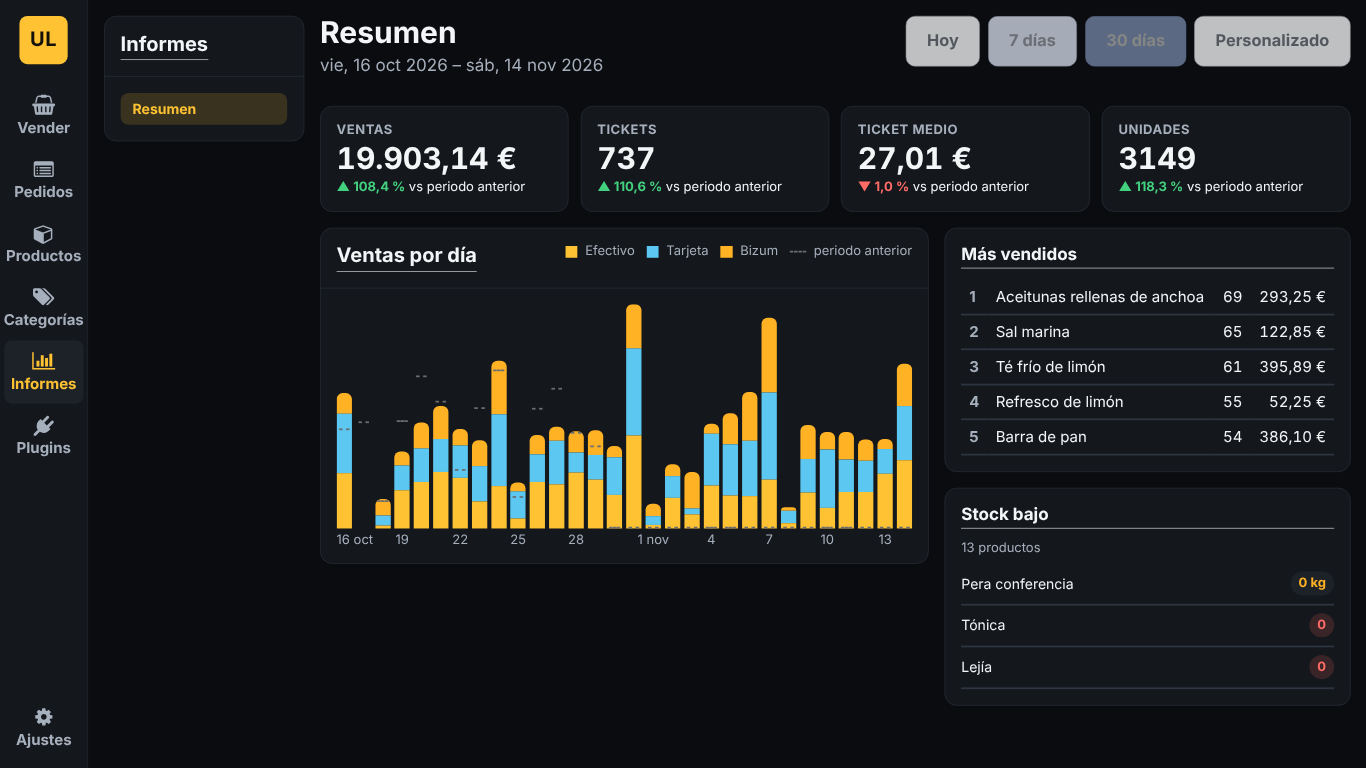 UL
Vender
Pedidos
Productos
Categorías
Informes
Plugins
Ajustes
Informes
Resumen
Resumen
vie, 16 oct 2026 – sáb, 14 nov 2026
Hoy
7 días
30 días
Personalizado
VENTAS
19.903,14 €
▲ 108,4 % vs periodo anterior
TICKETS
737
▲ 110,6 % vs periodo anterior
TICKET MEDIO
27,01 €
▼ 1,0 % vs periodo anterior
UNIDADES
3149
▲ 118,3 % vs periodo anterior
Ventas por día
Efectivo Tarjeta Bizum periodo anterior
16 oct 19 22 25 28 1 nov 4 7 10 13
Más vendidos
1 Aceitunas rellenas de anchoa 69 293,25 €
2 Sal marina 65 122,85 €
3 Té frío de limón 61 395,89 €
4 Refresco de limón 55 52,25 €
5 Barra de pan 54 386,10 €
Stock bajo
13 productos
Pera conferencia 0 kg
Tónica 0
Lejía 0